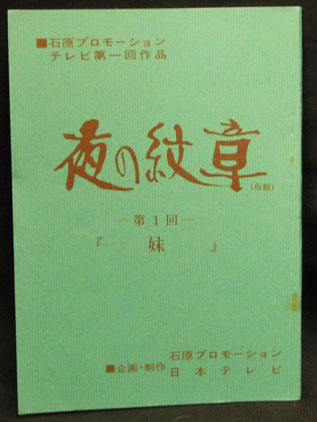 ■石原プロモーション
テレビ第一回作品
夜の紋章
(仮題)
―第1回―
『妹』
■企画・制作
石原プロモーション
日本テレビ